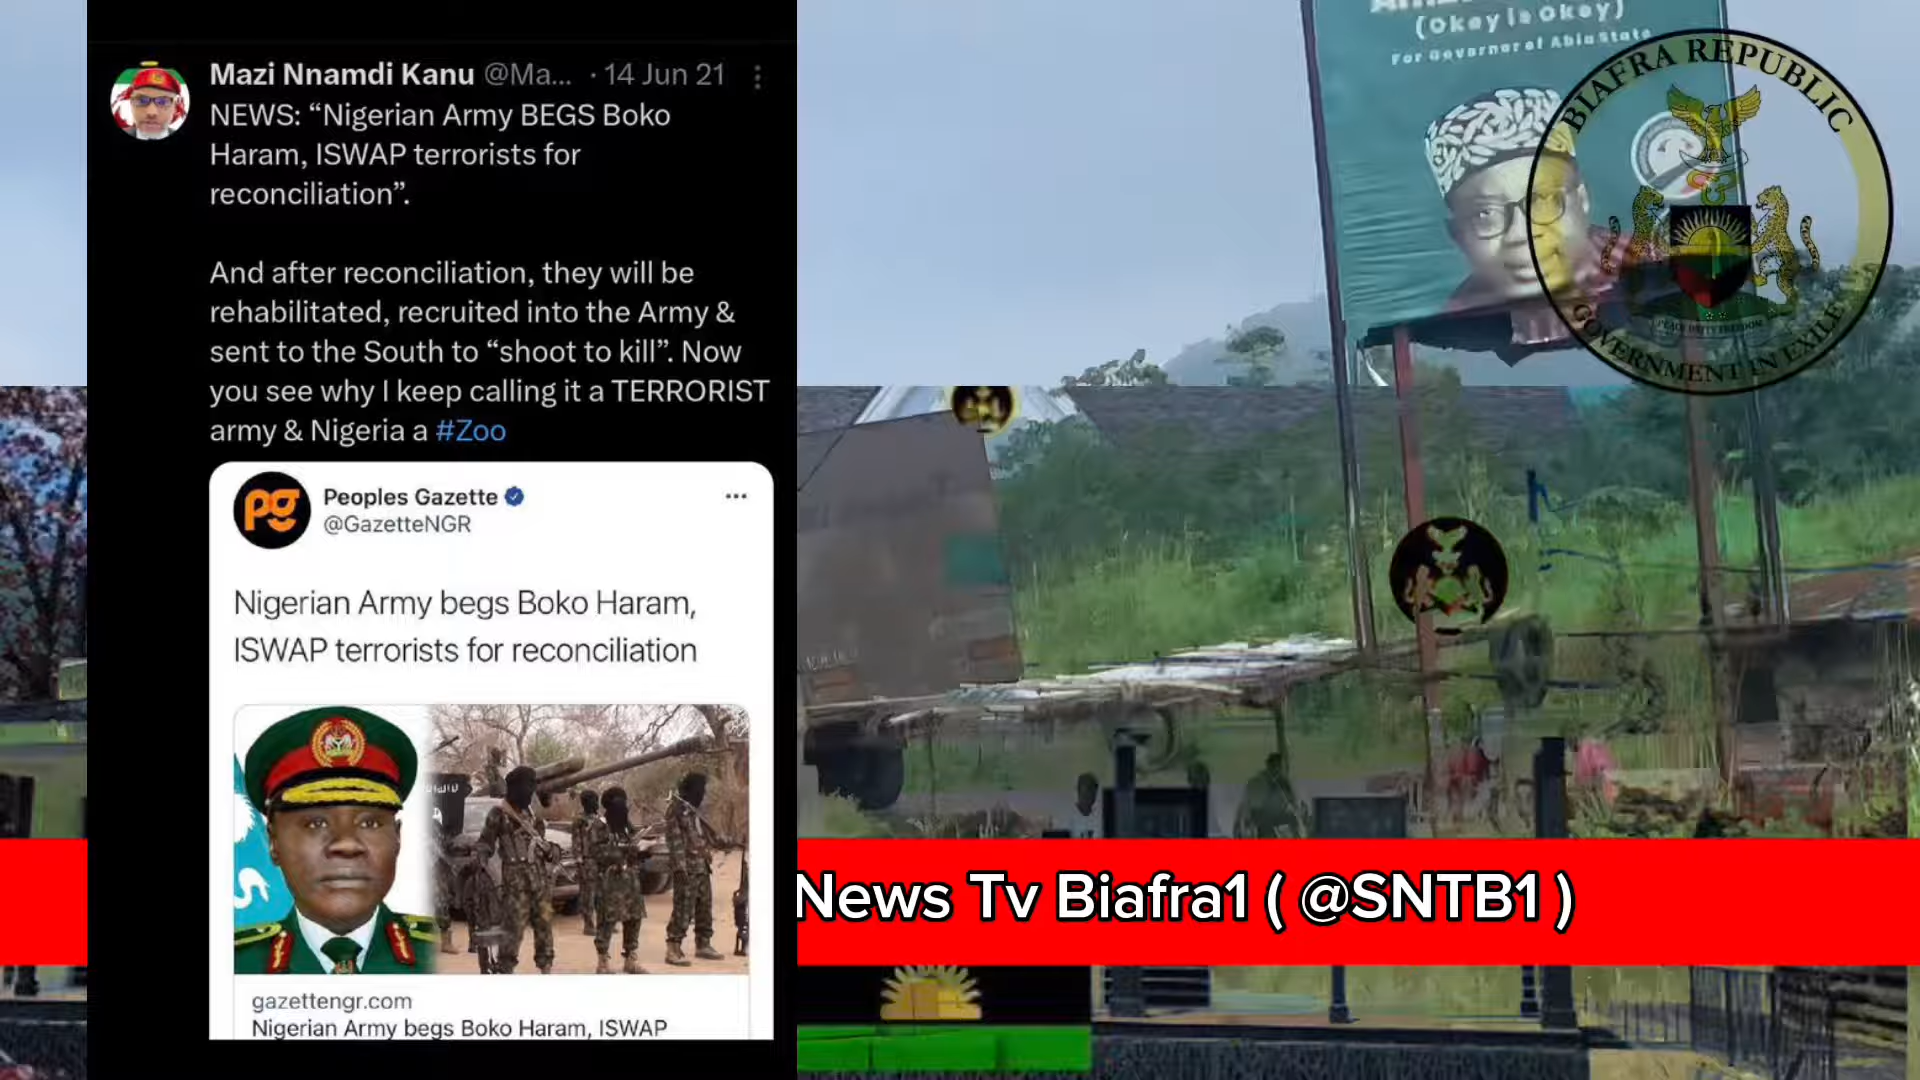 Mazi Nnamdi Kanu @Ma... · 14 Jun 21
NEWS: “Nigerian Army BEGS Boko
Haram, ISWAP terrorists for
reconciliation”.
And after reconciliation, they will be
rehabilitated, recruited into the Army &
sent to the South to “shoot to kill”. Now
you see why I keep calling it a TERRORIST
army & Nigeria a #Zoo
pg
Peoples Gazette
@GazetteNGR
Nigerian Army begs Boko Haram,
ISWAP terrorists for reconciliation
gazettengr.com
Nigerian Army begs Boko Haram, ISWAP
(Okey is Okey)
For Governor of Abia State
BIAFRA REPUBLIC
PEACE UNITY FREEDOM
GOVERNMENT IN EXILE
News Tv Biafra1 ( @SNTB1 )